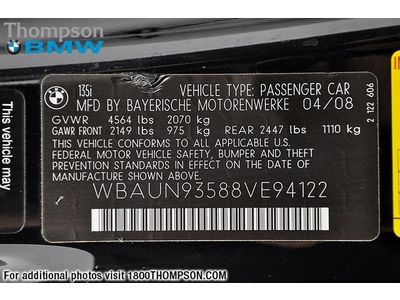 Thompson
BMW
135i
VEHICLE TYPE: PASSENGER CAR
MFD BY BAYERISCHE MOTORENWERKE 04/08
GVWR 4564 lbs 2070 kg
GAWR FRONT 2149 lbs 975 kg REAR 2447 lbs 1110 kg
THIS VEHICLE CONFORMS TO ALL APPLICABLE U.S.
FEDERAL MOTOR VEHICLE SAFETY, BUMPER, AND THEFT
PREVENTION STANDARDS IN EFFECT ON THE
DATE OF MANUFACTURE SHOWN ABOVE.
WBAUN93588VE94122
2 122 606
this vehicle
For additional photos visit 1800THOMPSON.COM